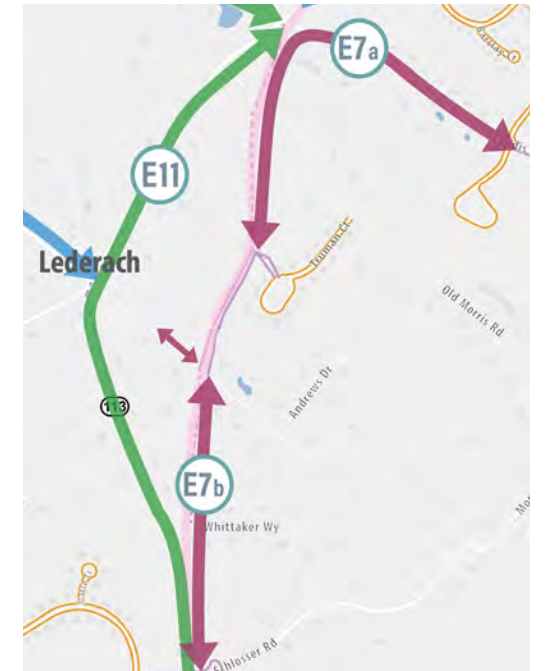 E7a
E11
Lederach
Truman Ct
Old Morris Rd
Andrews Dr
113
E7b
Whittaker Wy
Schlosser Rd